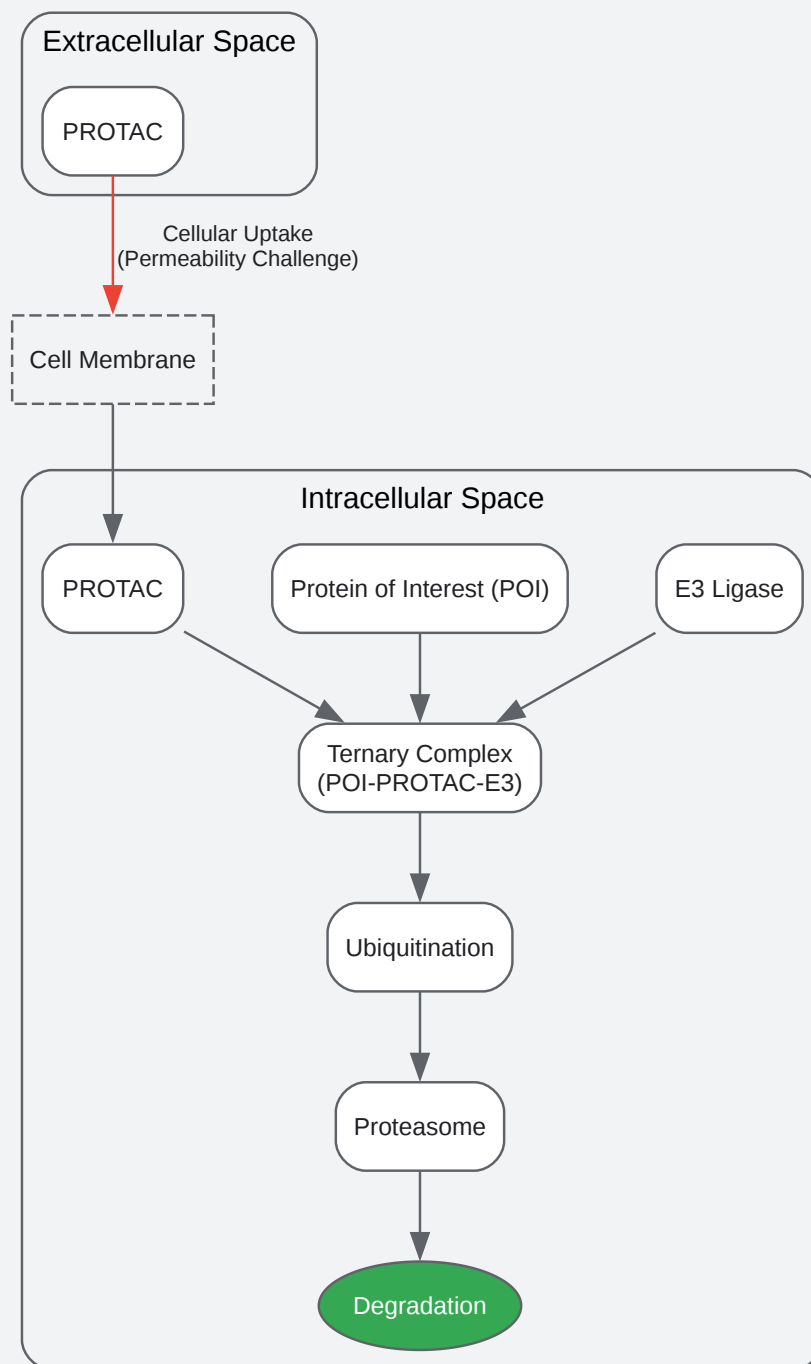 Extracellular Space
PROTAC
Cellular Uptake
(Permeability Challenge)
Cell Membrane
Intracellular Space
PROTAC
Protein of Interest (POI)
E3 Ligase
Ternary Complex
(POI-PROTAC-E3)
Ubiquitination
Proteasome
Degradation